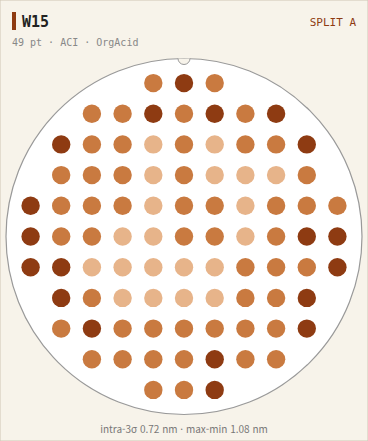 W15
SPLIT A
49 pt · ACI · OrgAcid
intra-3σ 0.72 nm · max-min 1.08 nm